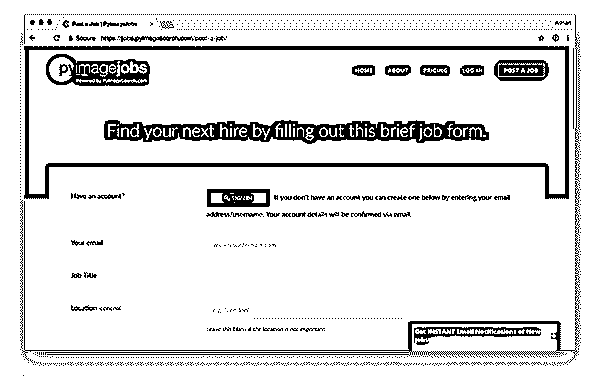 Post a Job | PyImageJobs
Secure https://jobs.pyimagesearch.com/post-a-job/
pyimagejobs
Powered by PyImageSearch.com
HOME ABOUT PRICING LOG IN POST A JOB
Find your next hire by filling out this brief job form.
Have an account?
SIGN IN If you don't have an account you can create one below by entering your email
address/username. Your account details will be confirmed via email.
Your email
Job Title
Location (optional)
e.g.
Leave this blank if the location is not important
Get INSTANT Email Notifications of New
Jobs!